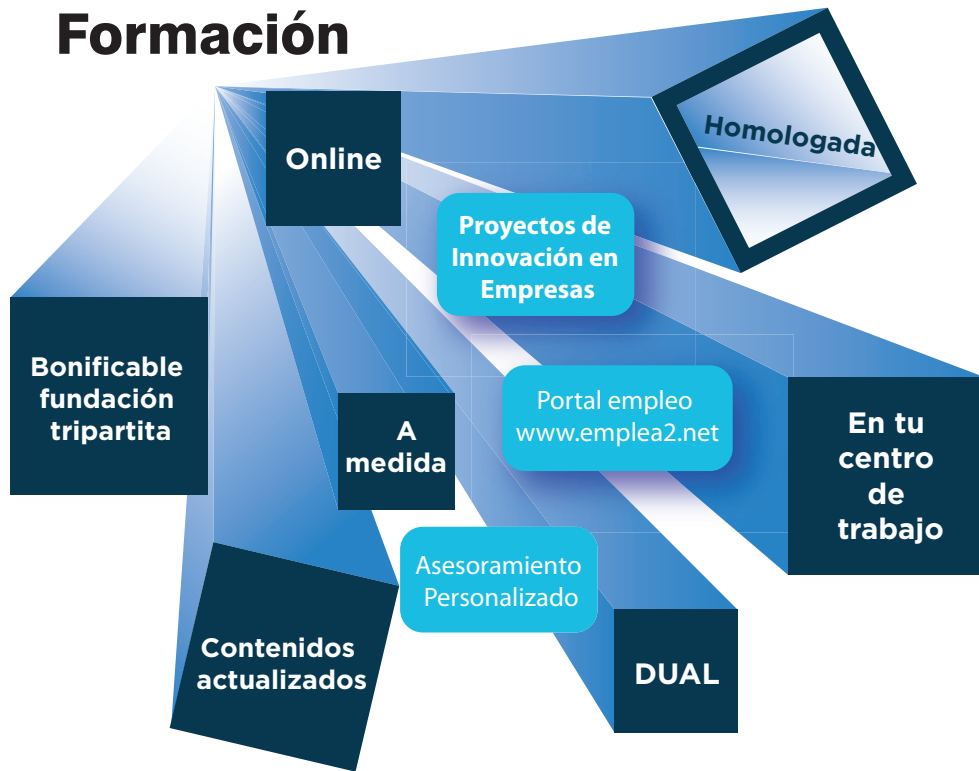 Formación
Online
Homologada
Proyectos de
Innovación en
Empresas
Bonificable
fundación
tripartita
A
medida
Portal empleo
www.emplea2.net
En tu
centro
de
trabajo
Asesoramiento
Personalizado
Contenidos
actualizados
DUAL